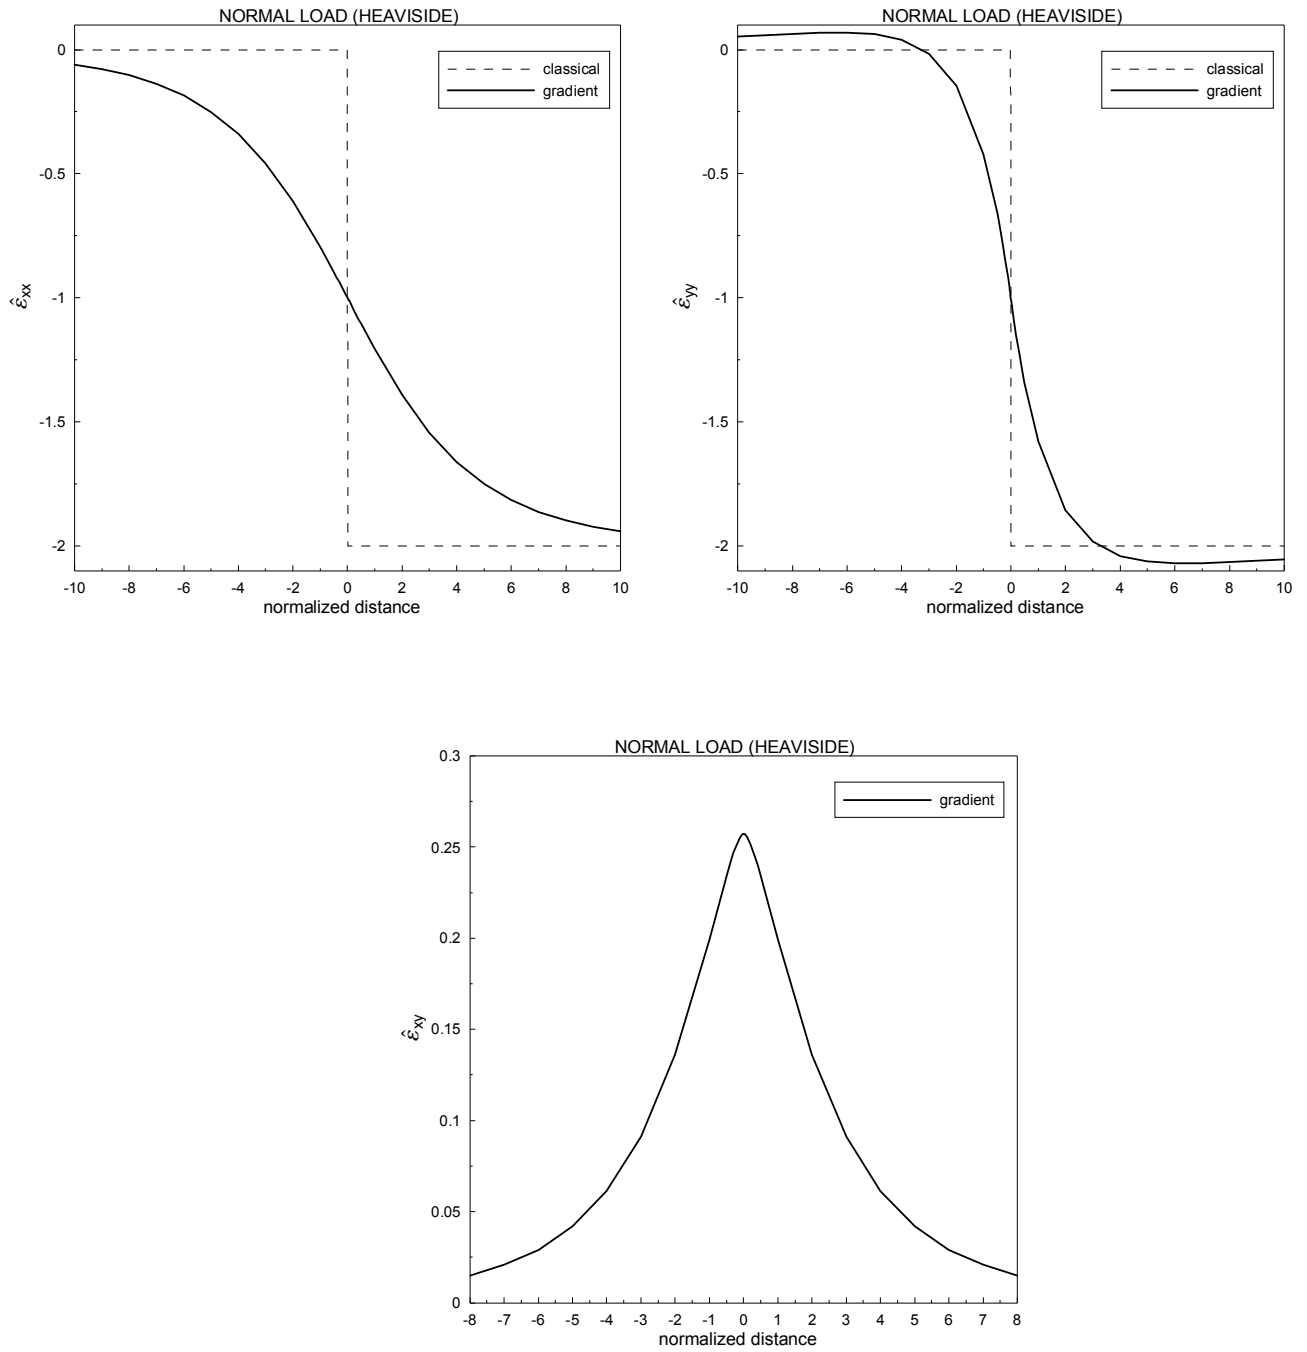 NORMAL LOAD (HEAVISIDE)
classical
gradient
0
-0.5
-1
-1.5
-2
ε̂xx
-10 -8 -6 -4 -2 0 2 4 6 8 10
normalized distance
NORMAL LOAD (HEAVISIDE)
classical
gradient
0
-0.5
-1
-1.5
-2
ε̂yy
-10 -8 -6 -4 -2 0 2 4 6 8 10
normalized distance
NORMAL LOAD (HEAVISIDE)
gradient
0.3
0.25
0.2
0.15
0.1
0.05
0
ε̂xy
-8 -7 -6 -5 -4 -3 -2 -1 0 1 2 3 4 5 6 7 8
normalized distance